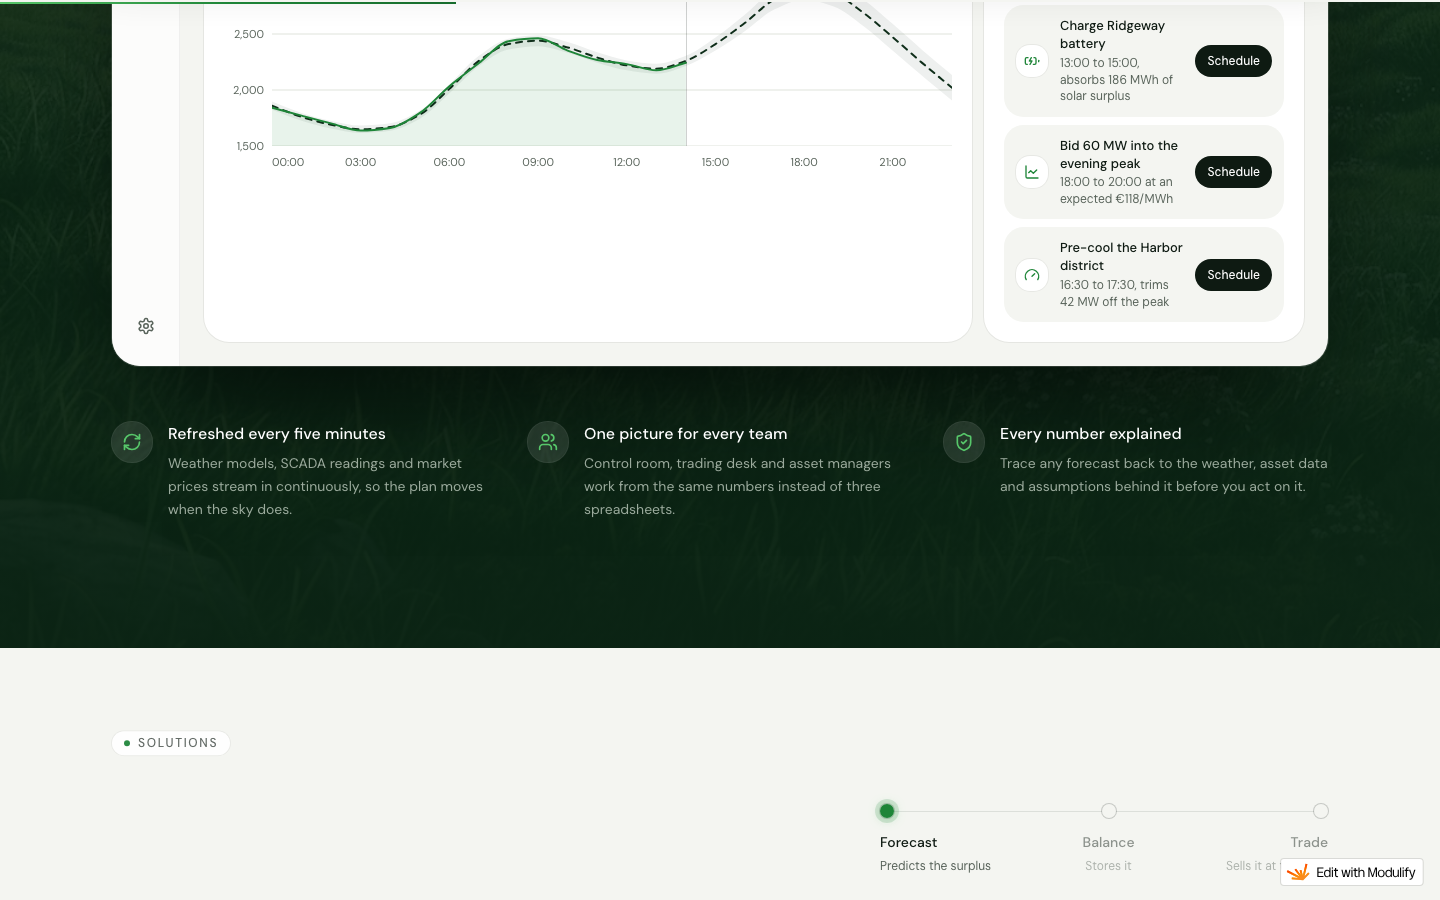 2,500
2,000
1,500
00:00 03:00 06:00 09:00 12:00 15:00 18:00 21:00
Charge Ridgeway
battery
13:00 to 15:00,
absorbs 186 MWh of
solar surplus
Schedule
Bid 60 MW into the
evening peak
18:00 to 20:00 at an
expected €118/MWh
Schedule
Pre-cool the Harbor
district
16:30 to 17:30, trims
42 MW off the peak
Schedule
Refreshed every five minutes
Weather models, SCADA readings and market
prices stream in continuously, so the plan moves
when the sky does.
One picture for every team
Control room, trading desk and asset managers
work from the same numbers instead of three
spreadsheets.
Every number explained
Trace any forecast back to the weather, asset data
and assumptions behind it before you act on it.
SOLUTIONS
Forecast
Predicts the surplus
Balance
Stores it
Trade
Sells it at
Edit with Modulify